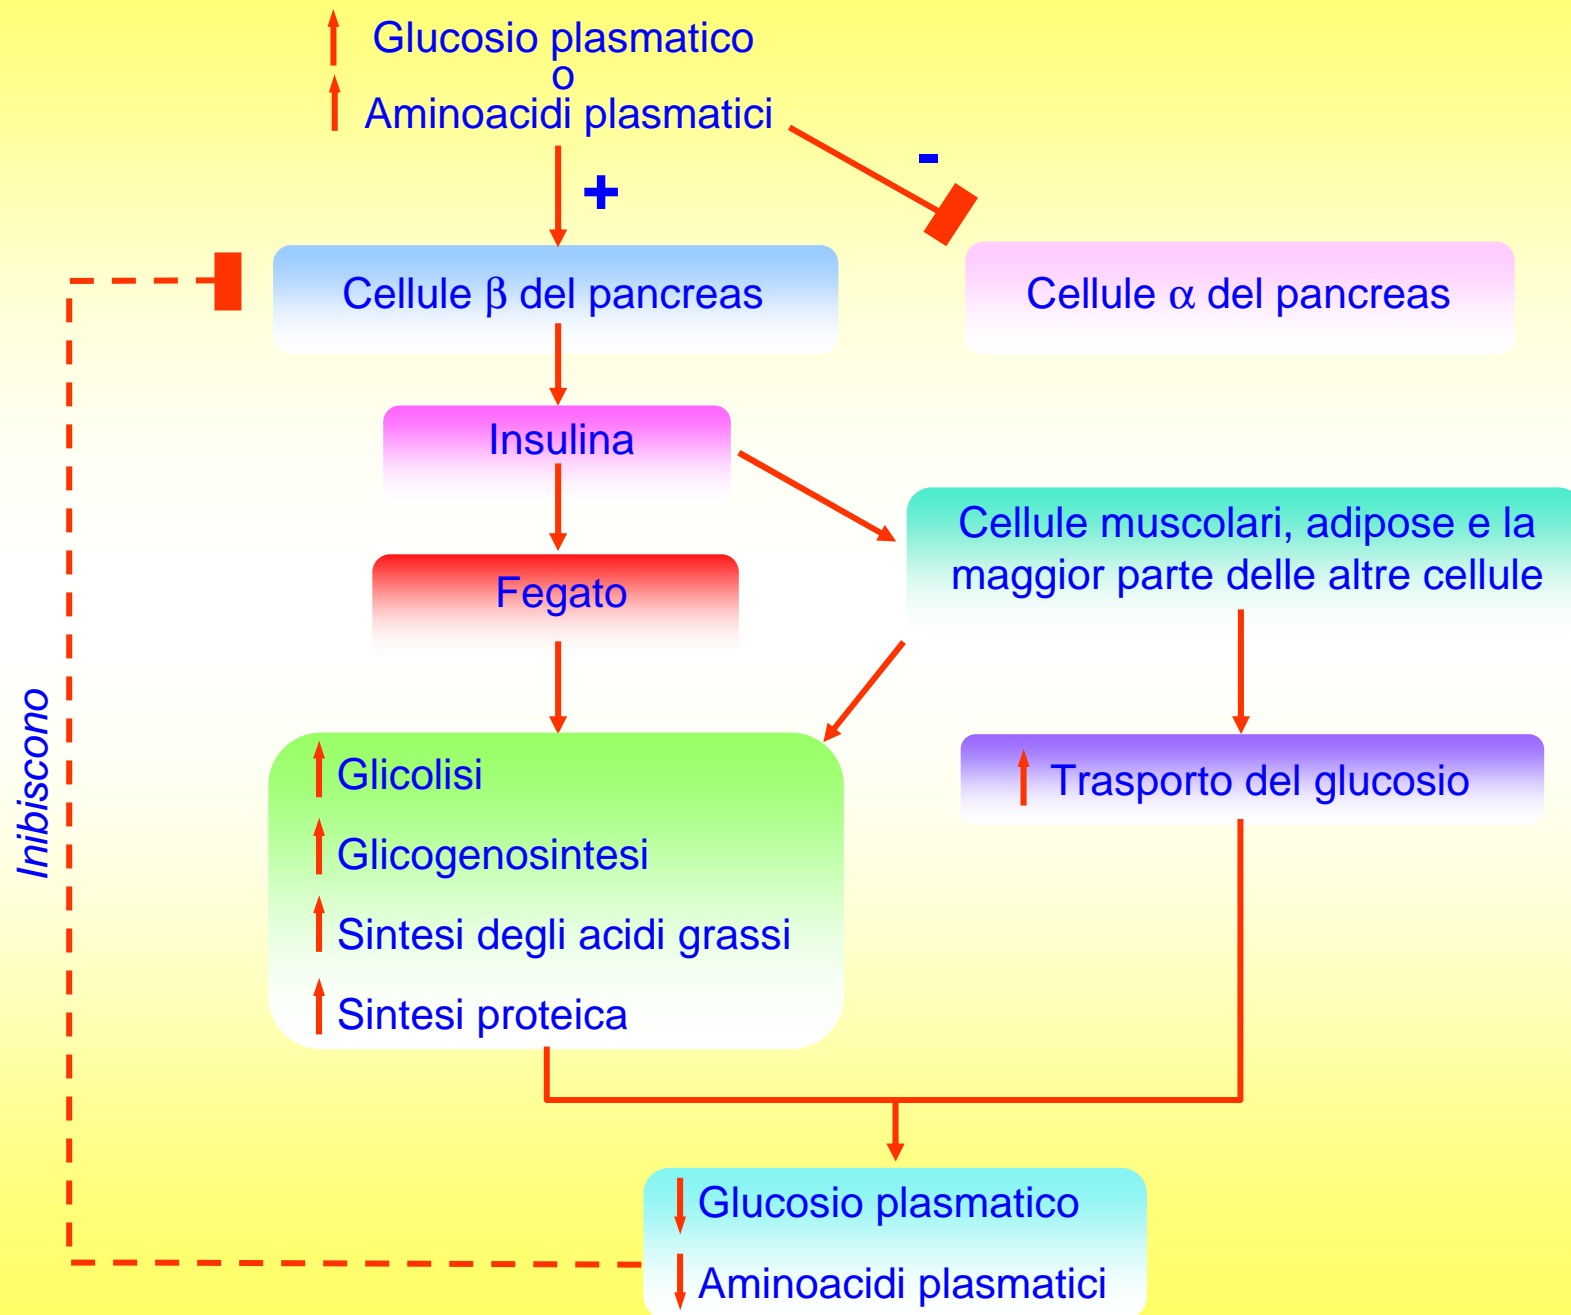 Glucosio plasmatico
o
Aminoacidi plasmatici
-
+
Cellule β del pancreas
Cellule α del pancreas
Insulina
Cellule muscolari, adipose e la
maggior parte delle altre cellule
Fegato
Inibiscono
Glicolisi
Glicogenosintesi
Sintesi degli acidi grassi
Sintesi proteica
Trasporto del glucosio
Glucosio plasmatico
Aminoacidi plasmatici